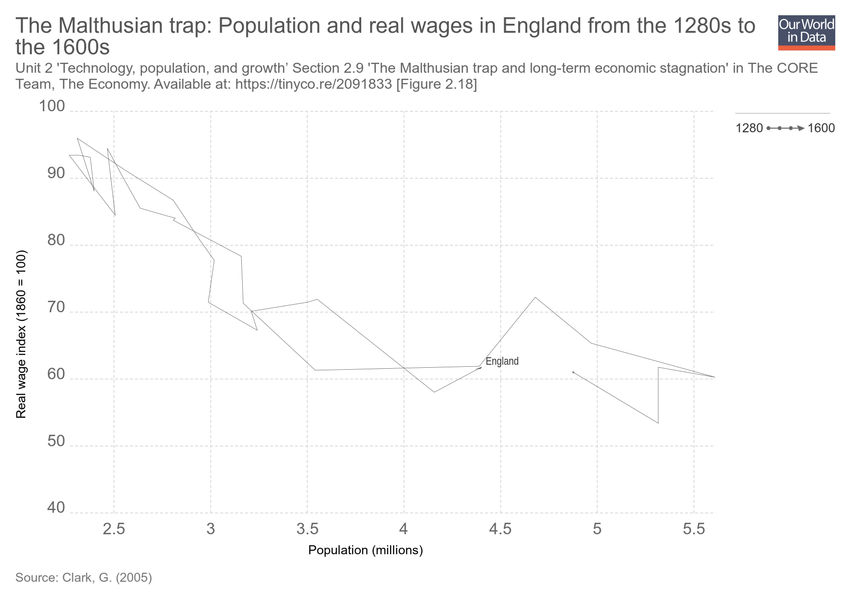 The Malthusian trap: Population and real wages in England from the 1280s to
the 1600s
Our World
in Data
Unit 2 'Technology, population, and growth’ Section 2.9 'The Malthusian trap and long-term economic stagnation' in The CORE
Team, The Economy. Available at: https://tinyco.re/2091833 [Figure 2.18]
1280
1600
100
90
80
70
60
50
40
Real wage index (1860 = 100)
England
2.5
3
3.5
4
4.5
5
5.5
Population (millions)
Source: Clark, G. (2005)